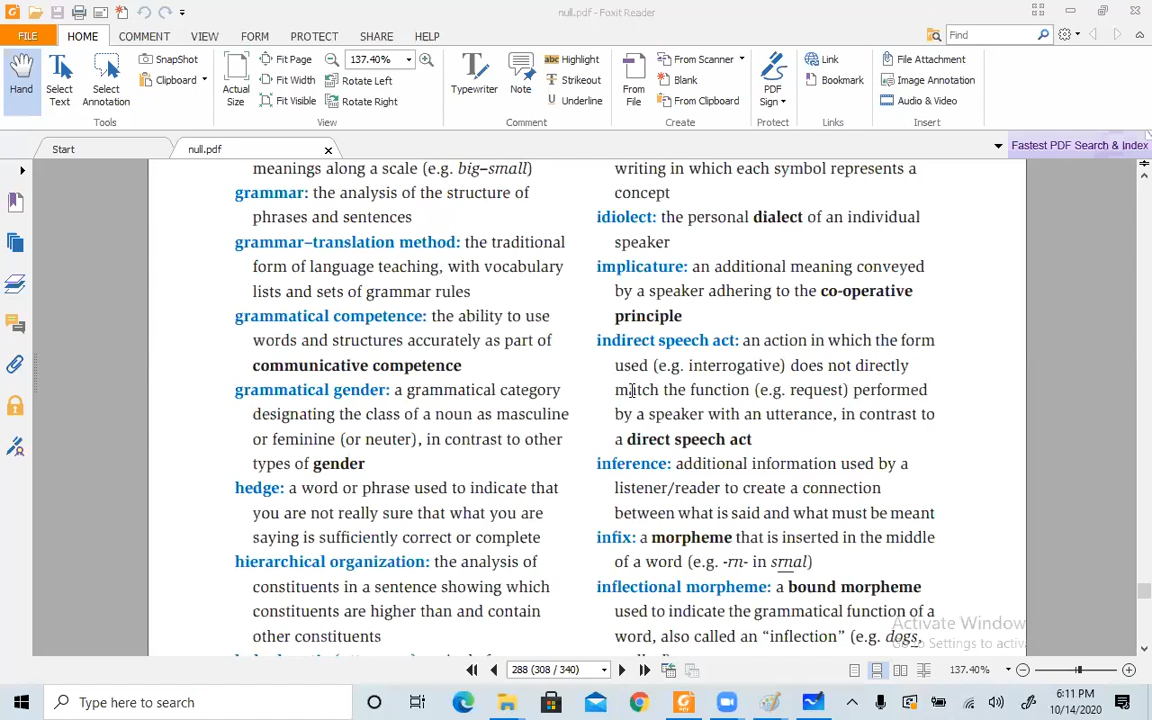 null.pdf - Foxit Reader
FILE
HOME
COMMENT
VIEW
FORM
PROTECT
SHARE
HELP
Find
Hand
Select
Text
Select
Annotation
SnapShot
Clipboard
Tools
Actual
Size
Fit Page
Fit Width
Fit Visible
137.40%
Rotate Left
Rotate Right
View
Typewriter
Note
Highlight
Strikeout
Underline
Comment
From
File
From Scanner
Blank
From Clipboard
Create
PDF
Sign
Protect
Link
Bookmark
Links
File Attachment
Image Annotation
Audio & Video
Insert
Start
null.pdf
Fastest PDF Search & Index
meanings along a scale (e.g. big–small)
grammar: the analysis of the structure of
phrases and sentences
grammar–translation method: the traditional
form of language teaching, with vocabulary
lists and sets of grammar rules
grammatical competence: the ability to use
words and structures accurately as part of
communicative competence
grammatical gender: a grammatical category
designating the class of a noun as masculine
or feminine (or neuter), in contrast to other
types of gender
hedge: a word or phrase used to indicate that
you are not really sure that what you are
saying is sufficiently correct or complete
hierarchical organization: the analysis of
constituents in a sentence showing which
constituents are higher than and contain
other constituents
writing in which each symbol represents a
concept
idiolect: the personal dialect of an individual
speaker
implicature: an additional meaning conveyed
by a speaker adhering to the co-operative
principle
indirect speech act: an action in which the form
used (e.g. interrogative) does not directly
match the function (e.g. request) performed
by a speaker with an utterance, in contrast to
a direct speech act
inference: additional information used by a
listener/reader to create a connection
between what is said and what must be meant
infix: a morpheme that is inserted in the middle
of a word (e.g. -rn- in srnal)
inflectional morpheme: a bound morpheme
used to indicate the grammatical function of a
word, also called an “inflection” (e.g. dogs,
Activate Window
Go to Settings to activ
288 (308 / 340)
137.40%
Type here to search
6:11 PM
10/14/2020